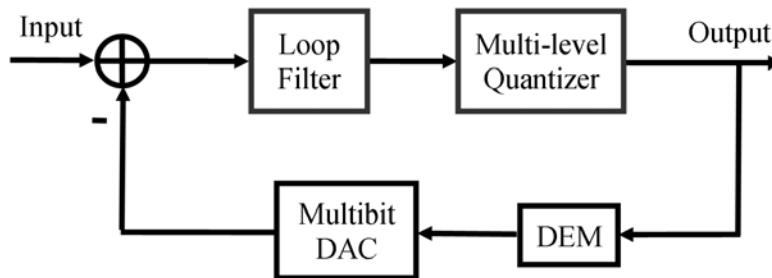 Input
Loop
Filter
Multi-level
Quantizer
Output
-
Multibit
DAC
DEM